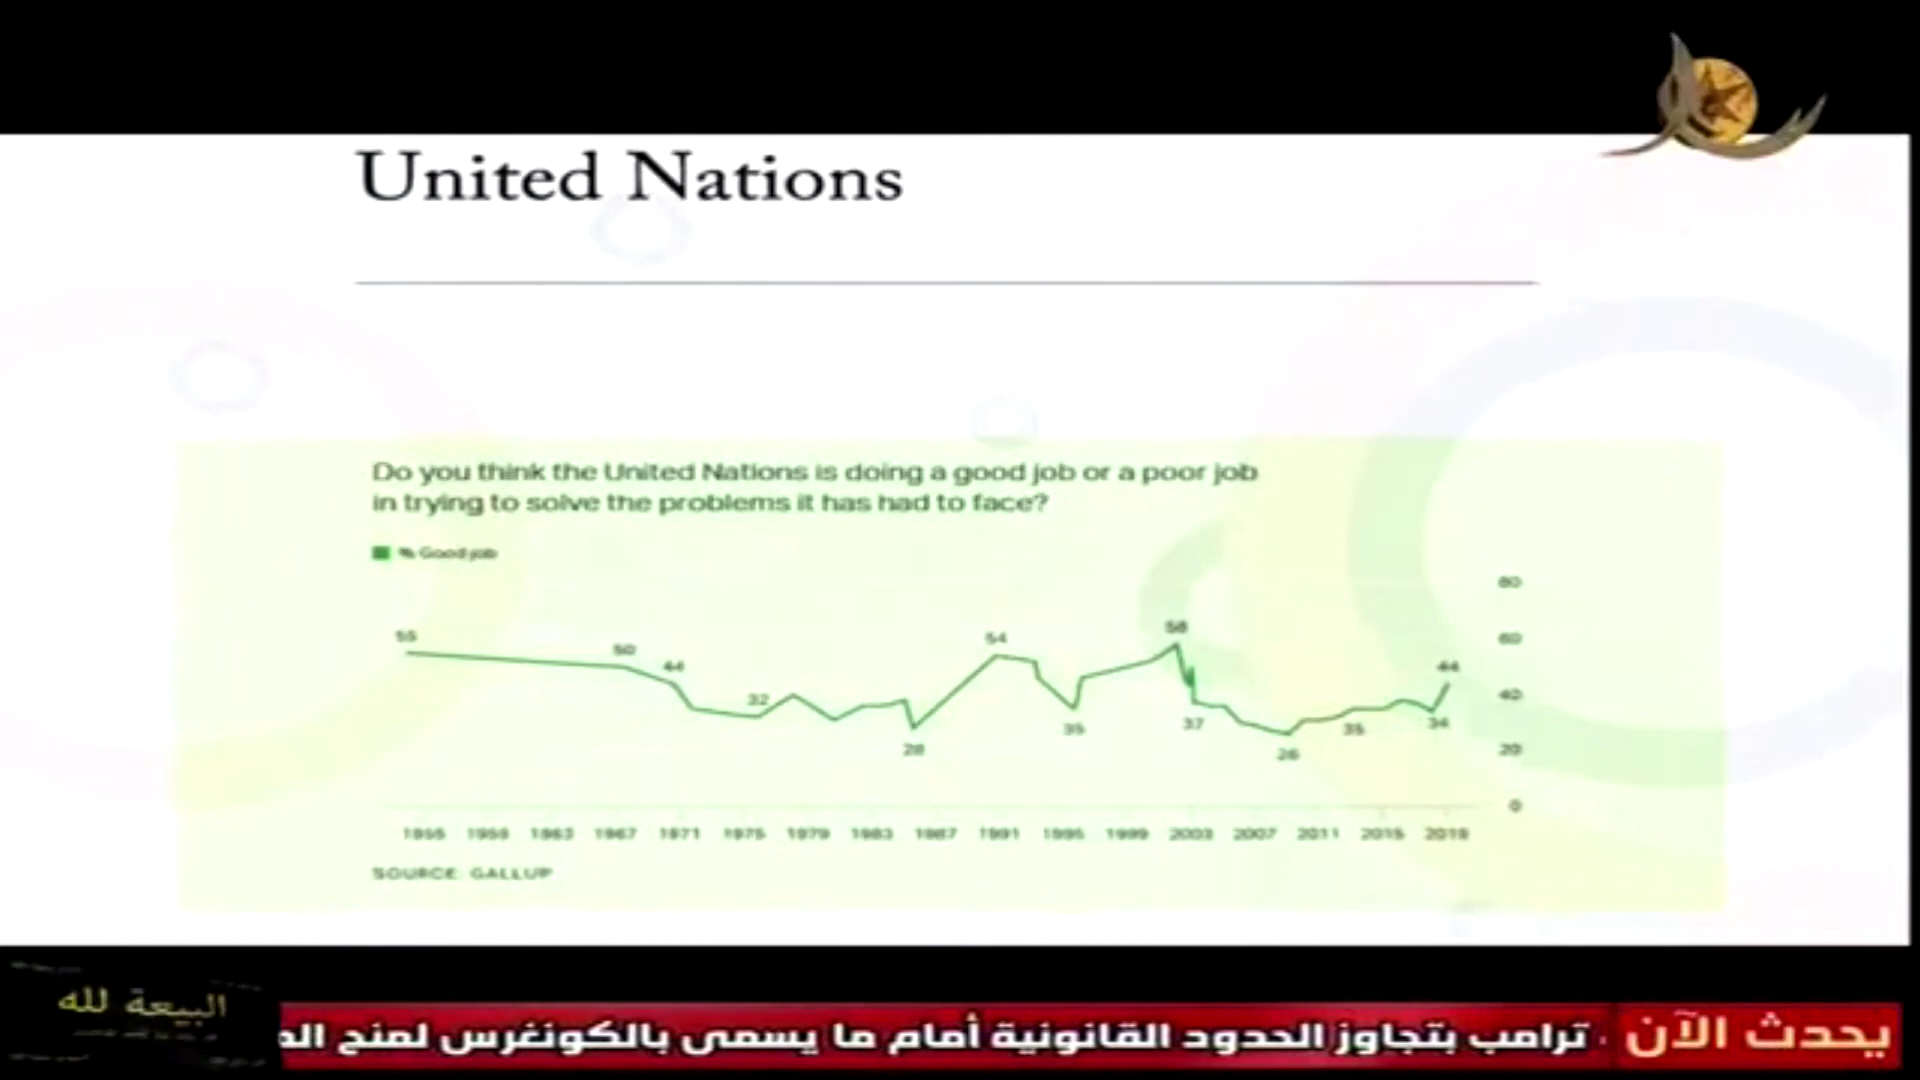 United Nations
Do you think the United Nations is doing a good job or a poor job
in trying to solve the problems it has had to face?
% Good job
80
55 50 44 32 28 54 35 58 37 26 35 34 44
60
40
20
0
1955 1959 1963 1967 1971 1975 1979 1983 1987 1991 1995 1999 2003 2007 2011 2015 2019
SOURCE: GALLUP
البيعة لله
يحدث الآن
ترامب بتجاوز الحدود القانونية أمام ما يسمى بالكونغرس لمنح